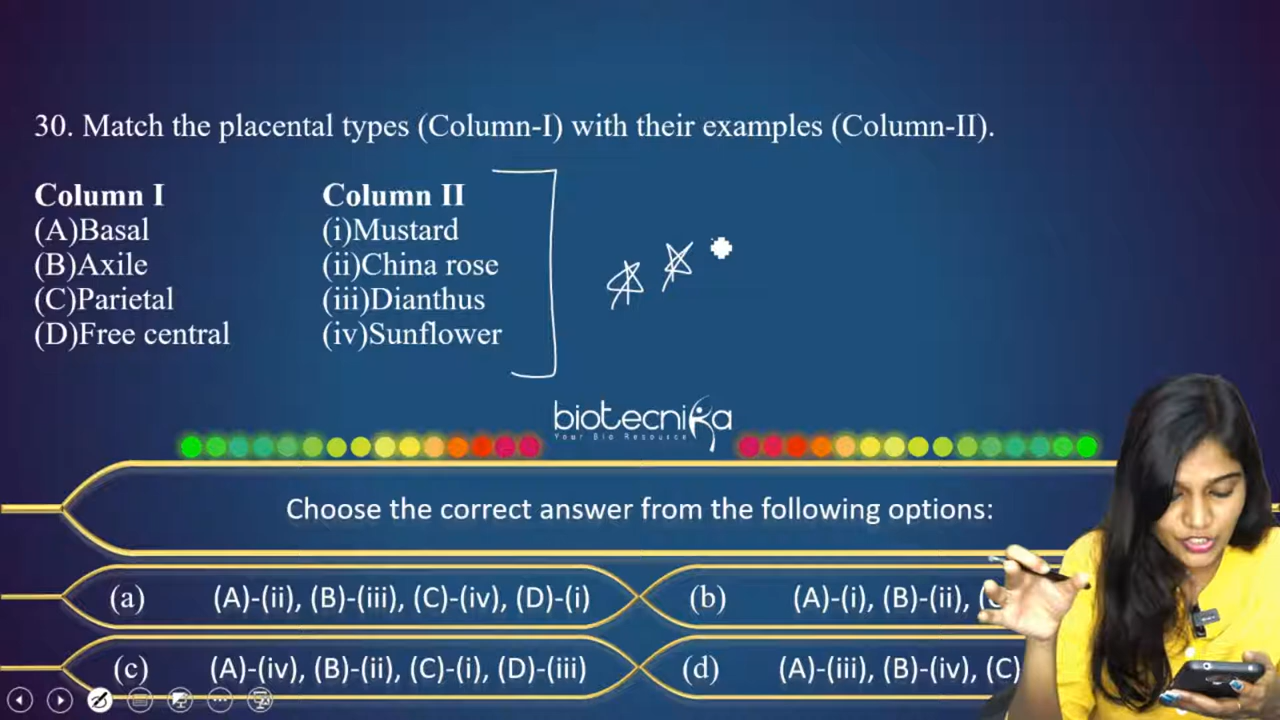 30. Match the placental types (Column-I) with their examples (Column-II).
Column I Column II
(A)Basal (i)Mustard
(B)Axile (ii)China rose
(C)Parietal (iii)Dianthus
(D)Free central (iv)Sunflower
biotecnika
Your Bio Resource
Choose the correct answer from the following options:
(a) (A)-(ii), (B)-(iii), (C)-(iv), (D)-(i) (b) (A)-(i), (B)-(ii),
(c) (A)-(iv), (B)-(ii), (C)-(i), (D)-(iii) (d) (A)-(iii), (B)-(iv), (C)